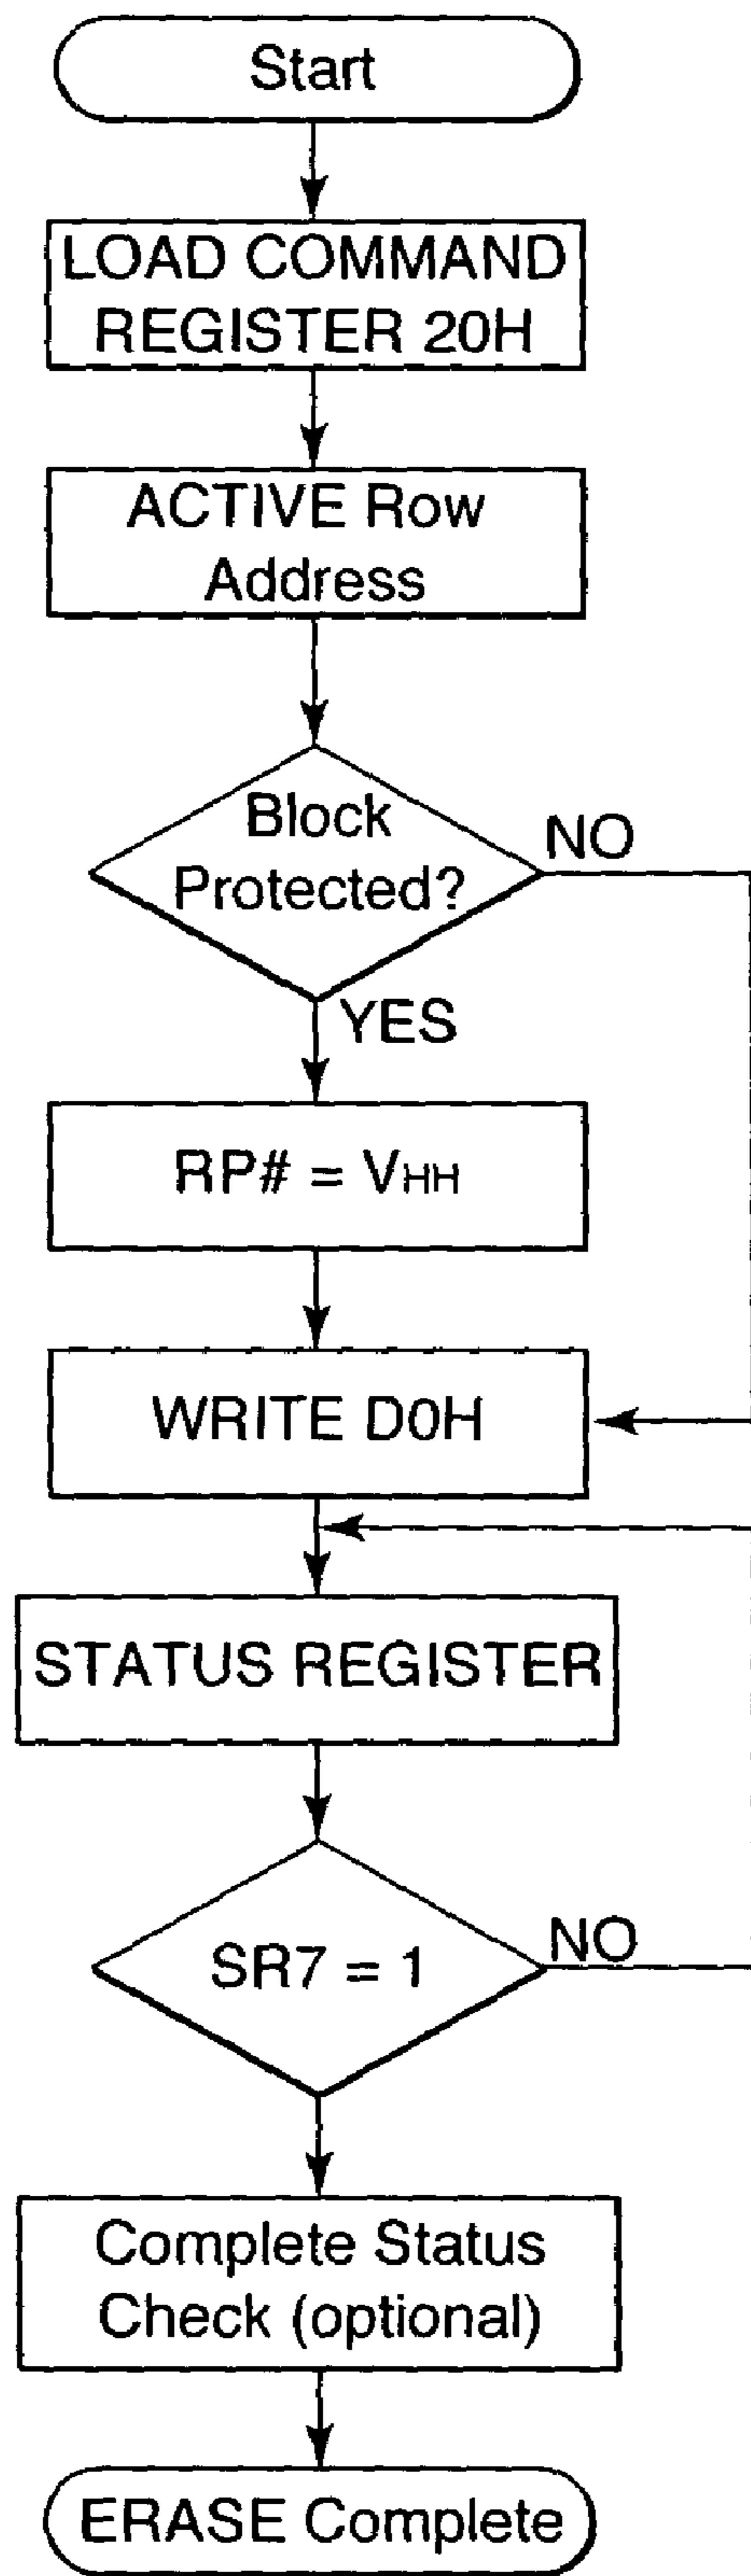 Start
LOAD COMMAND
REGISTER 20H
ACTIVE Row
Address
Block
Protected?
NO
YES
RP# = VHH
WRITE D0H
STATUS REGISTER
SR7 = 1
NO
Complete Status
Check (optional)
ERASE Complete